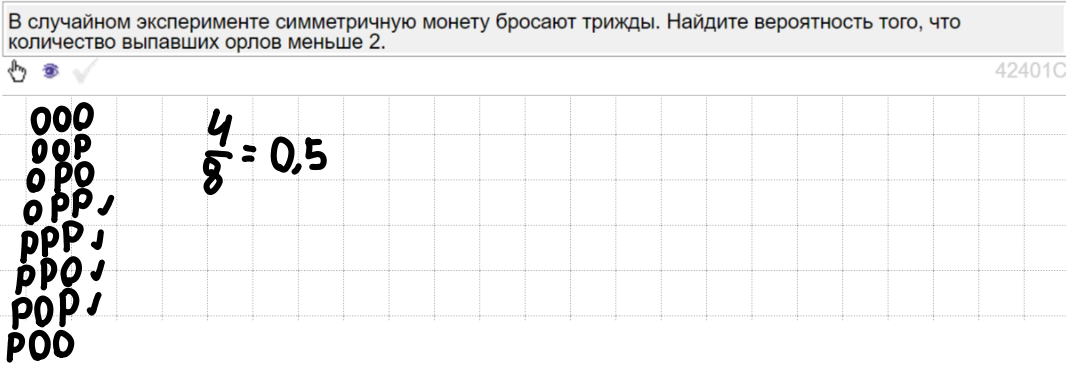 В случайном эксперименте симметричную монету бросают трижды. Найдите вероятность того, что
количество выпавших орлов меньше 2.
42401C
ООО
ООР
ОРО
ОРР ✓
РРР ✓
РРО ✓
РОР ✓
РОО
4/8 = 0,5